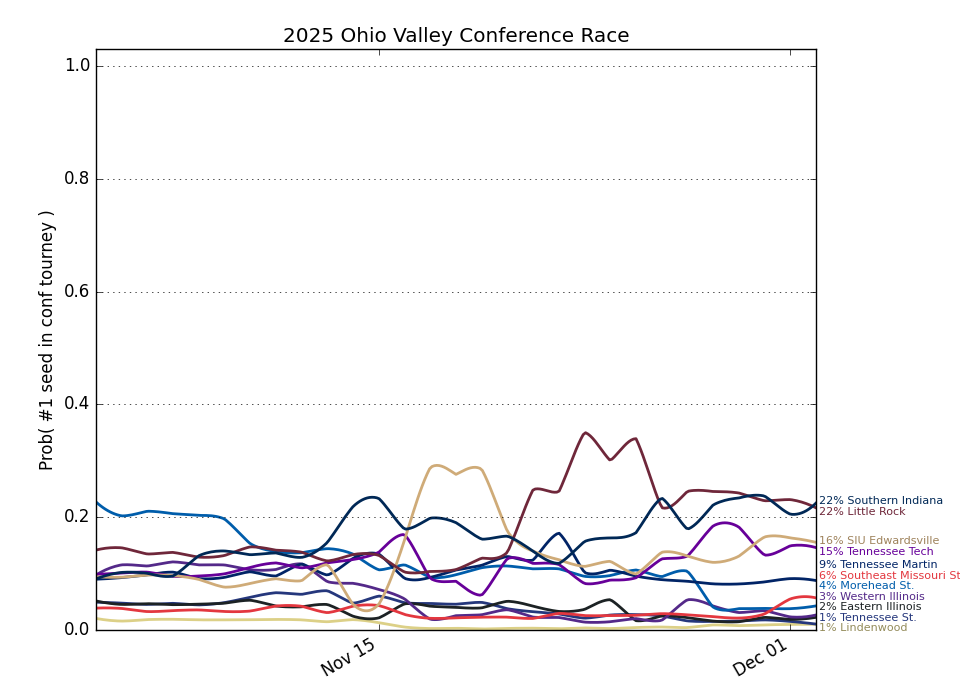 2025 Ohio Valley Conference Race
Prob( #1 seed in conf tourney )
1.0
0.8
0.6
0.4
0.2
0.0
Nov 15
Dec 01
22% Southern Indiana
22% Little Rock
16% SIU Edwardsville
15% Tennessee Tech
9% Tennessee Martin
6% Southeast Missouri St
4% Morehead St.
3% Western Illinois
2% Eastern Illinois
1% Tennessee St.
1% Lindenwood